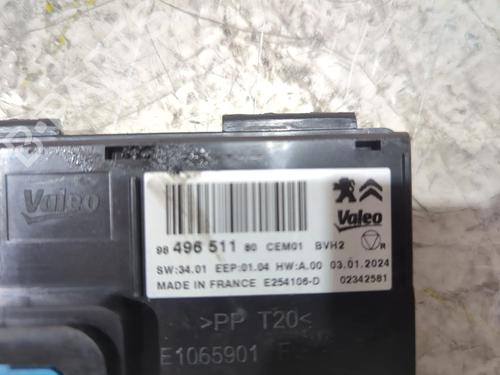 Valeo
Valeo
98 496 511 80 CEM01 BVH2 R
SW:34.01 EEP:01.04 HW:A.00 03.01.2024
MADE IN FRANCE E254106-D 02342581
>PP T20<
E1065901 F